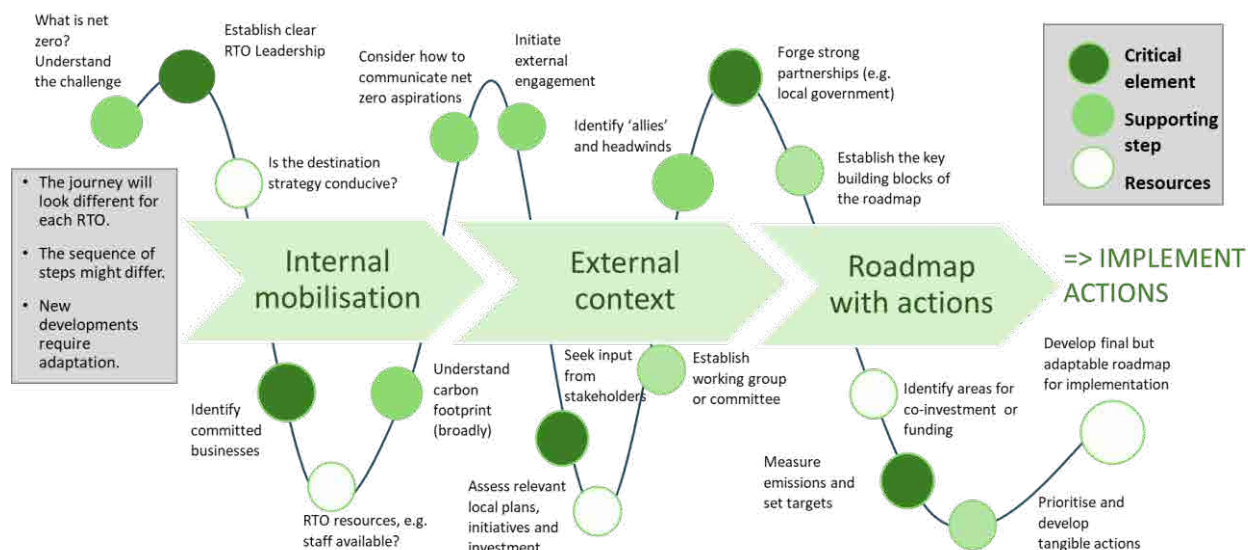 What is net
zero?
Understand
the challenge
Establish clear
RTO Leadership
Is the destination
strategy conducive?
Consider how to
communicate net
zero aspirations
Initiate
external
engagement
Identify ‘allies’
and headwinds
Forge strong
partnerships (e.g.
local government)
Establish the key
building blocks of
the roadmap
Critical
element
Supporting
step
Resources
• The journey will
look different for
each RTO.
• The sequence of
steps might differ.
• New
developments
require
adaptation.
Internal
mobilisation
External
context
Roadmap
with actions
=> IMPLEMENT
ACTIONS
Identify
committed
businesses
RTO resources, e.g.
staff available?
Understand
carbon
footprint
(broadly)
Seek input
from
stakeholders
Assess relevant
local plans,
initiatives and
investment
Establish
working group
or committee
Identify areas for
co-investment or
funding
Measure
emissions and
set targets
Prioritise and
develop
tangible actions
Develop final but
adaptable roadmap
for implementation